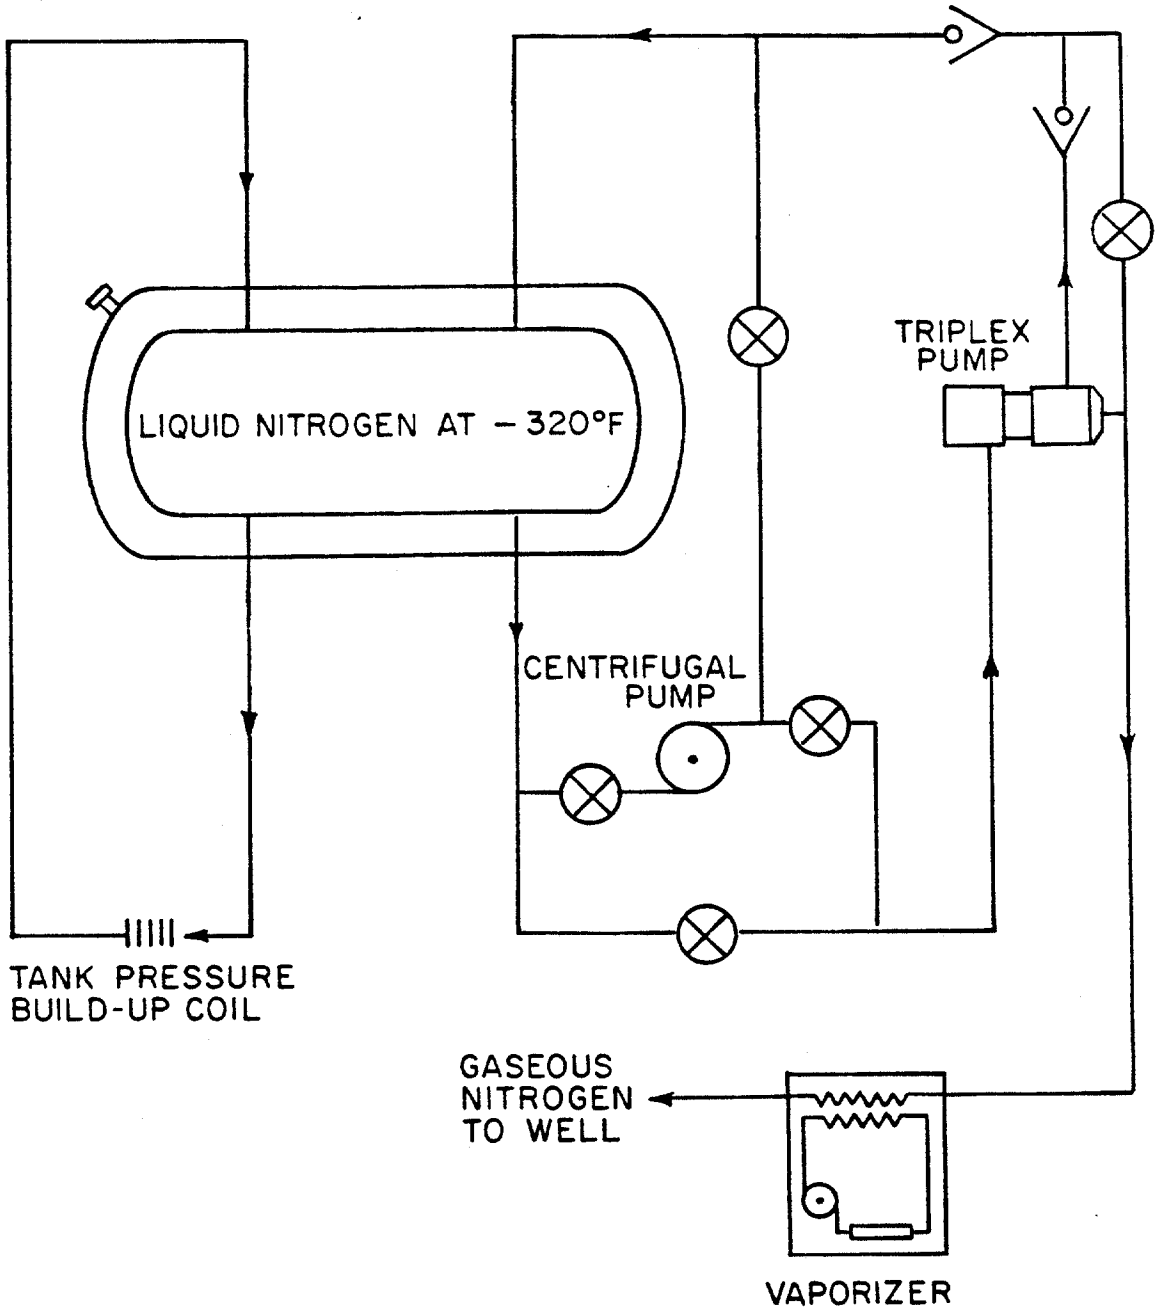 TRIPLEX
PUMP
LIQUID NITROGEN AT - 320°F
CENTRIFUGAL
PUMP
TANK PRESSURE
BUILD-UP COIL
GASEOUS
NITROGEN
TO WELL
VAPORIZER